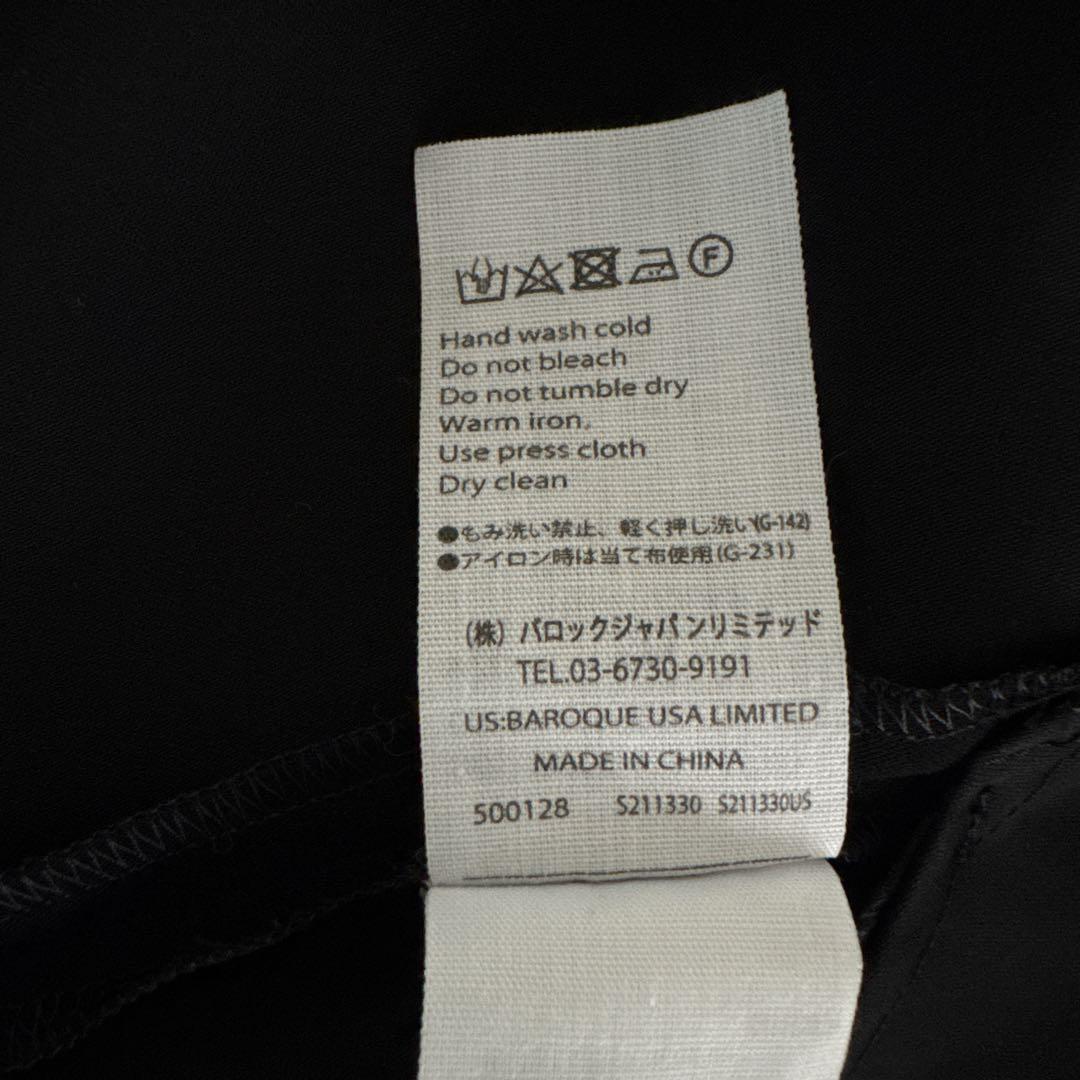 F
Hand wash cold
Do not bleach
Do not tumble dry
Warm iron,
Use press cloth
Dry clean
●もみ洗い禁止、軽く押し洗い(G-142)
●アイロン時は当て布使用(G-231)
(株) バロックジャパンリミテッド
TEL.03-6730-9191
US:BAROQUE USA LIMITED
MADE IN CHINA
500128 S211330 S211330US